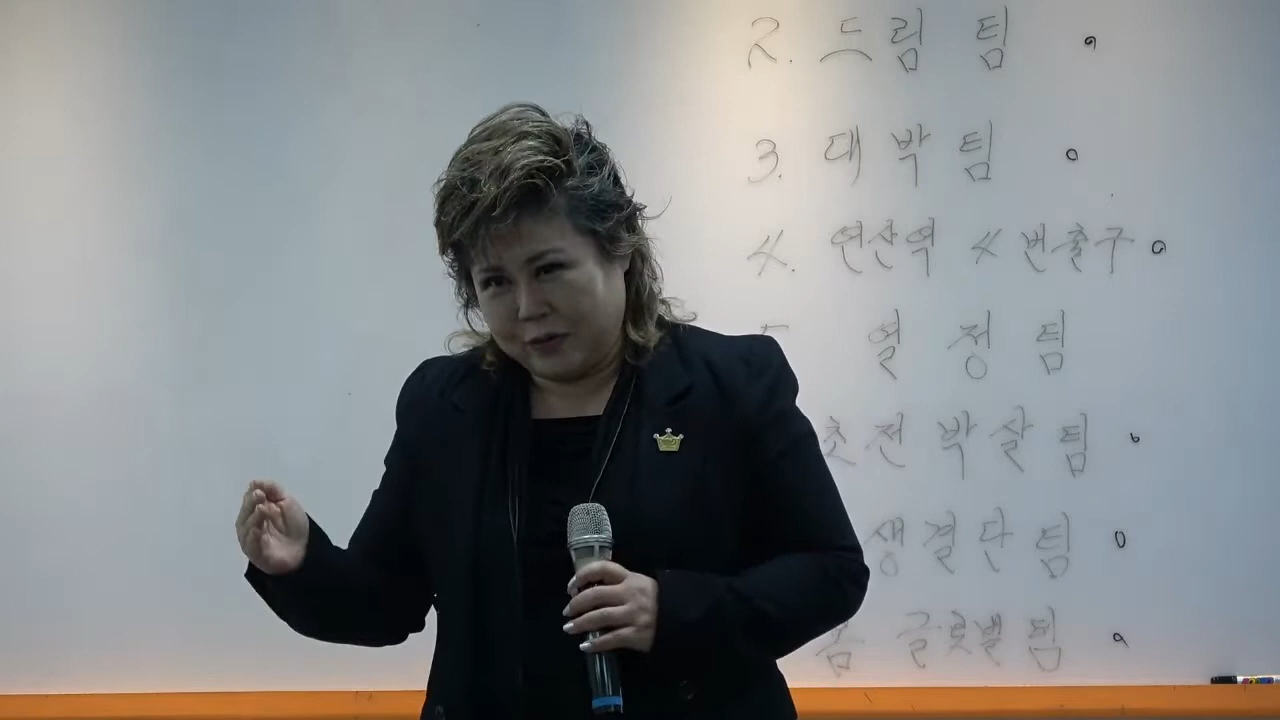 2. 드림 팀
3. 대박팀
4. 연산역 4번출구
열 정 팀
초전 박살 팀
생결단팀
글로벌팀